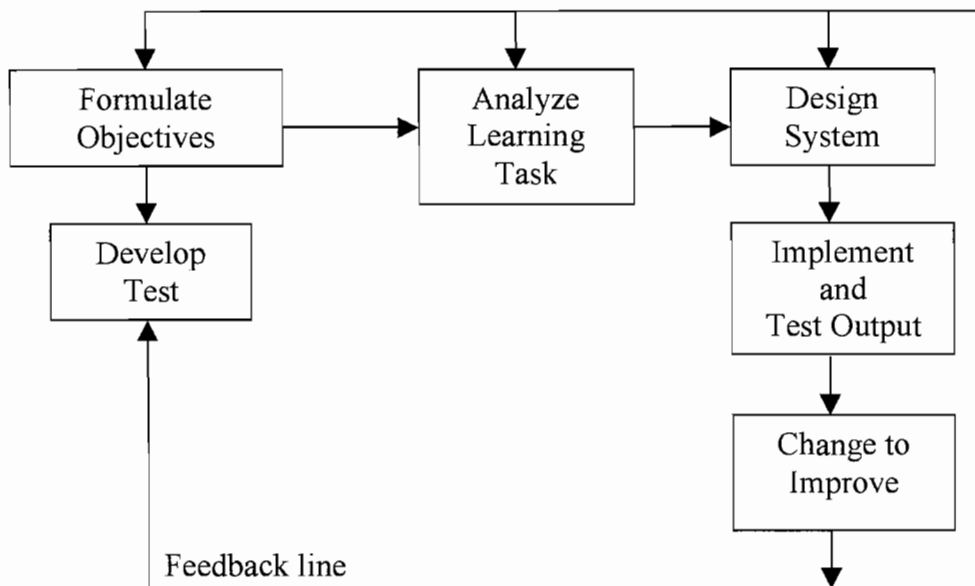 Formulate
Objectives
Analyze
Learning
Task
Design
System
Develop
Test
Implement
and
Test Output
Change to
Improve
Feedback line